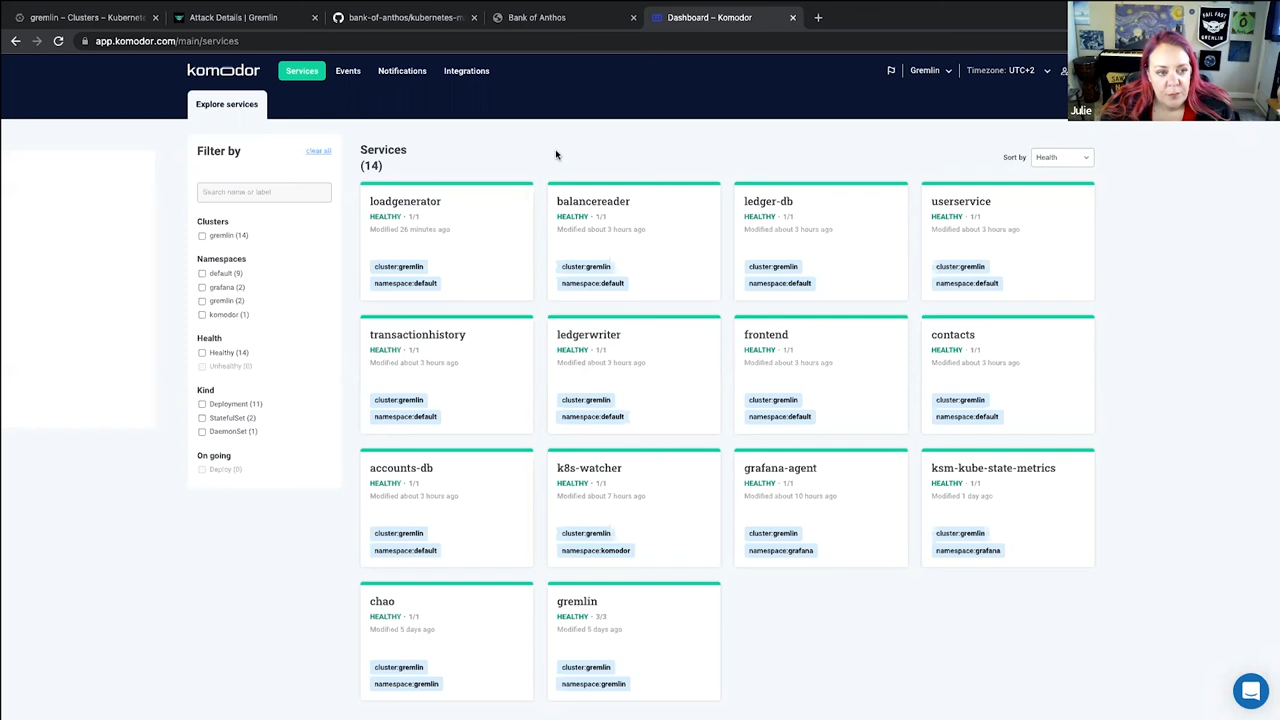 gremlin – Clusters – Kubernetes
Attack Details | Gremlin
bank-of-anthos/kubernetes-m
Bank of Anthos
Dashboard – Komodor
app.komodor.com/main/services
komodor
Services
Events
Notifications
Integrations
Gremlin
Timezone: UTC+2
FAIL FAST
GREMLIN
Julie
Explore services
Filter by
clear all
Search name or label
Clusters
gremlin (14)
Namespaces
default (9)
grafana (2)
gremlin (2)
komodor (1)
Health
Healthy (14)
Unhealthy (0)
Kind
Deployment (11)
StatefulSet (2)
DaemonSet (1)
On going
Deploy (0)
Services
(14)
Sort by
Health
loadgenerator
HEALTHY · 1/1
Modified 26 minutes ago
cluster:gremlin
namespace:default
balancereader
HEALTHY · 1/1
Modified about 3 hours ago
cluster:gremlin
namespace:default
ledger-db
HEALTHY · 1/1
Modified about 3 hours ago
cluster:gremlin
namespace:default
userservice
HEALTHY · 1/1
Modified about 3 hours ago
cluster:gremlin
namespace:default
transactionhistory
HEALTHY · 1/1
Modified about 3 hours ago
cluster:gremlin
namespace:default
ledgerwriter
HEALTHY · 1/1
Modified about 3 hours ago
cluster:gremlin
namespace:default
frontend
HEALTHY · 1/1
Modified about 3 hours ago
cluster:gremlin
namespace:default
contacts
HEALTHY · 1/1
Modified about 3 hours ago
cluster:gremlin
namespace:default
accounts-db
HEALTHY · 1/1
Modified about 3 hours ago
cluster:gremlin
namespace:default
k8s-watcher
HEALTHY · 1/1
Modified about 7 hours ago
cluster:gremlin
namespace:komodor
grafana-agent
HEALTHY · 1/1
Modified about 10 hours ago
cluster:gremlin
namespace:grafana
ksm-kube-state-metrics
HEALTHY · 1/1
Modified 1 day ago
cluster:gremlin
namespace:grafana
chao
HEALTHY · 1/1
Modified 5 days ago
cluster:gremlin
namespace:gremlin
gremlin
HEALTHY · 3/3
Modified 5 days ago
cluster:gremlin
namespace:gremlin